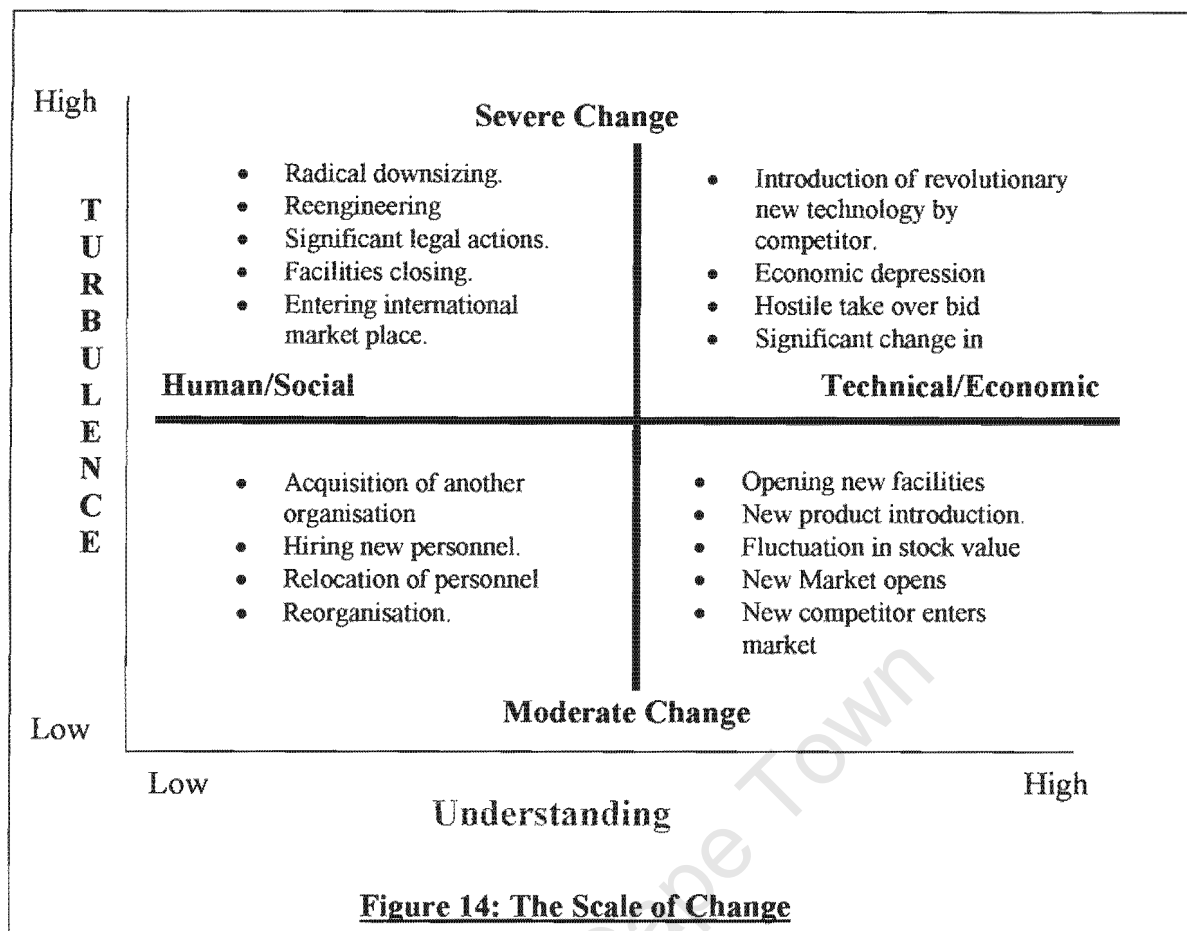 High
Severe Change
TURBULENCE
• Radical downsizing.
• Reengineering
• Significant legal actions.
• Facilities closing.
• Entering international
market place.
• Introduction of revolutionary
new technology by
competitor.
• Economic depression
• Hostile take over bid
• Significant change in
Human/Social
Technical/Economic
• Acquisition of another
organisation
• Hiring new personnel.
• Relocation of personnel
• Reorganisation.
• Opening new facilities
• New product introduction.
• Fluctuation in stock value
• New Market opens
• New competitor enters
market
Moderate Change
Low
Low
High
Understanding
Figure 14: The Scale of Change
Town